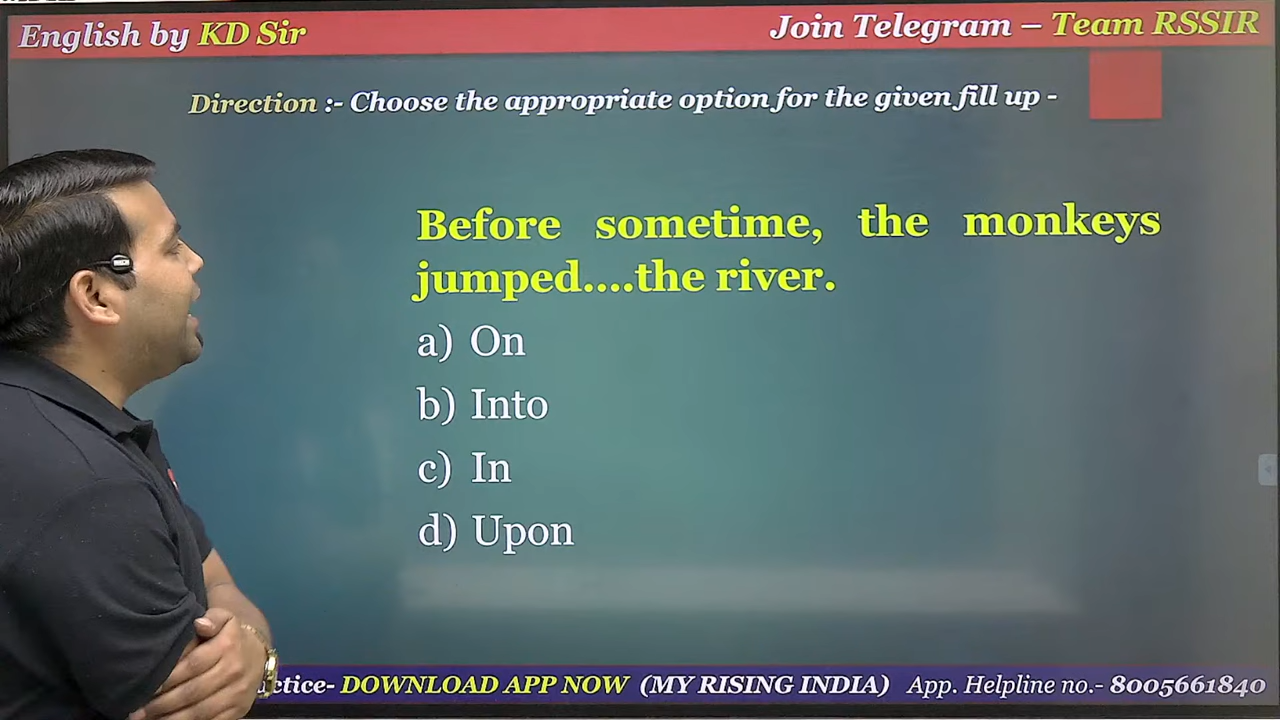 English by KD Sir
Join Telegram – Team RSSIR
Direction :- Choose the appropriate option for the given fill up -
Before sometime, the monkeys
jumped....the river.
a) On
b) Into
c) In
d) Upon
DOWNLOAD APP NOW (MY RISING INDIA) App. Helpline no.- 8005661840